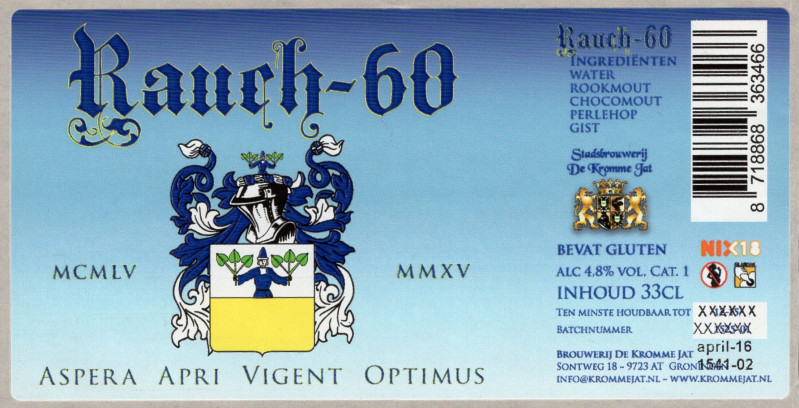 Rauch-60
MCMLV
MMXV
ASPERA APRI VIGENT OPTIMUS
Rauch-60
INGREDIËNTEN
WATER
ROOKMOUT
CHOCOMOUT
PERLEHOP
GIST
Stadsbrouwerij
De Kromme Jat
BEVAT GLUTEN
ALC 4,8% VOL. CAT. 1
INHOUD 33CL
TEN MINSTE HOUDBAAR TOT XXXXXX
BATCHNUMMER XXXXXX
april-16
BROUWERIJ DE KROMME JAT
1541-02
SONTWEG 18 - 9723 AT
INFO@KROMMEJAT.NL - WWW.KROMMEJAT.NL
NIX18
8 718868 363466